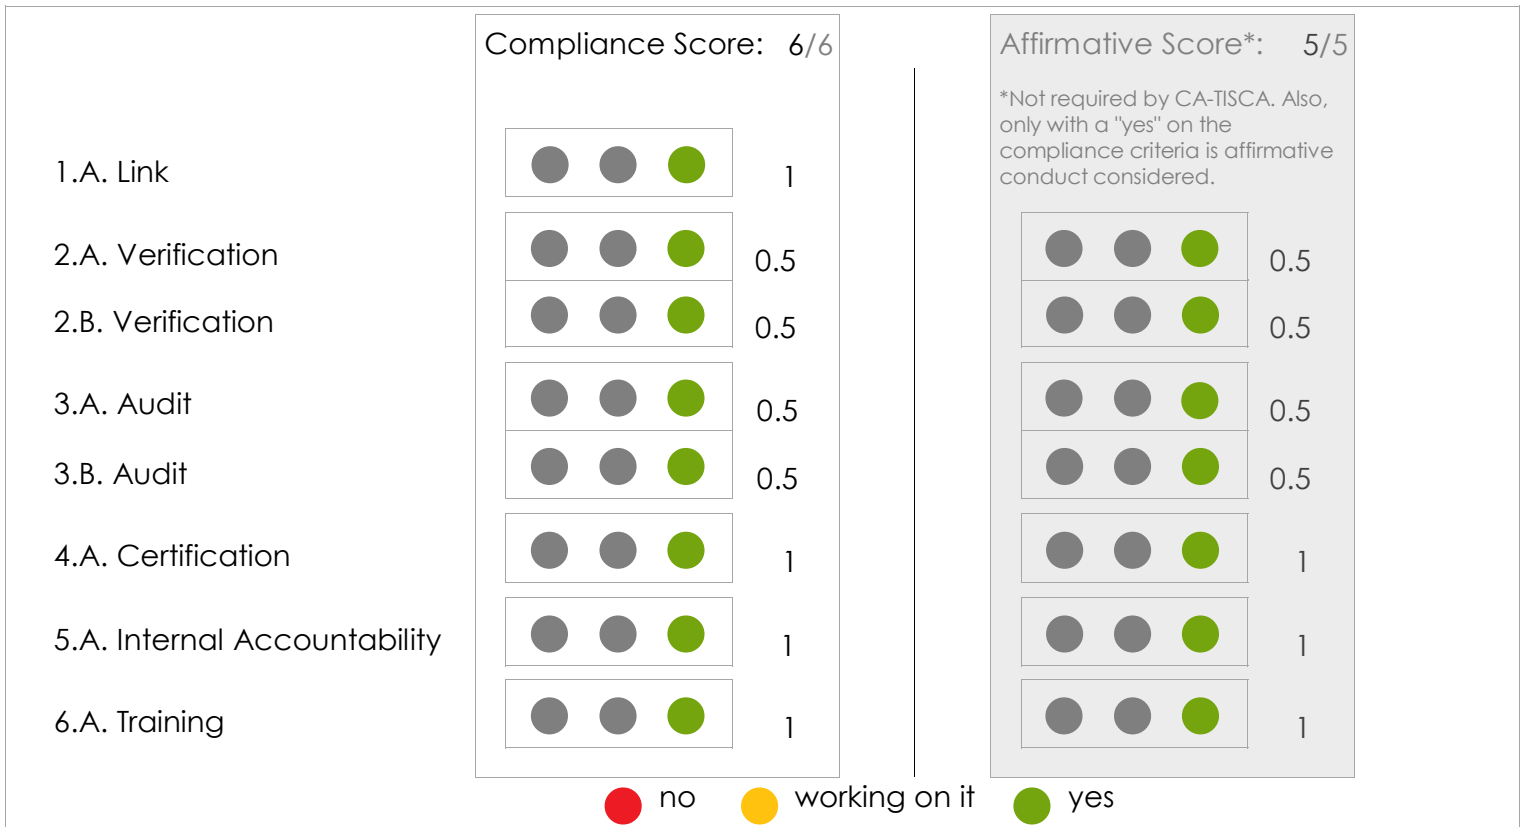 Compliance Score: 6/6
Affirmative Score*: 5/5
*Not required by CA-TISCA. Also,
only with a "yes" on the
compliance criteria is affirmative
conduct considered.
1.A. Link 1
2.A. Verification 0.5 0.5
2.B. Verification 0.5 0.5
3.A. Audit 0.5 0.5
3.B. Audit 0.5 0.5
4.A. Certification 1 1
5.A. Internal Accountability 1 1
6.A. Training 1 1
no working on it yes